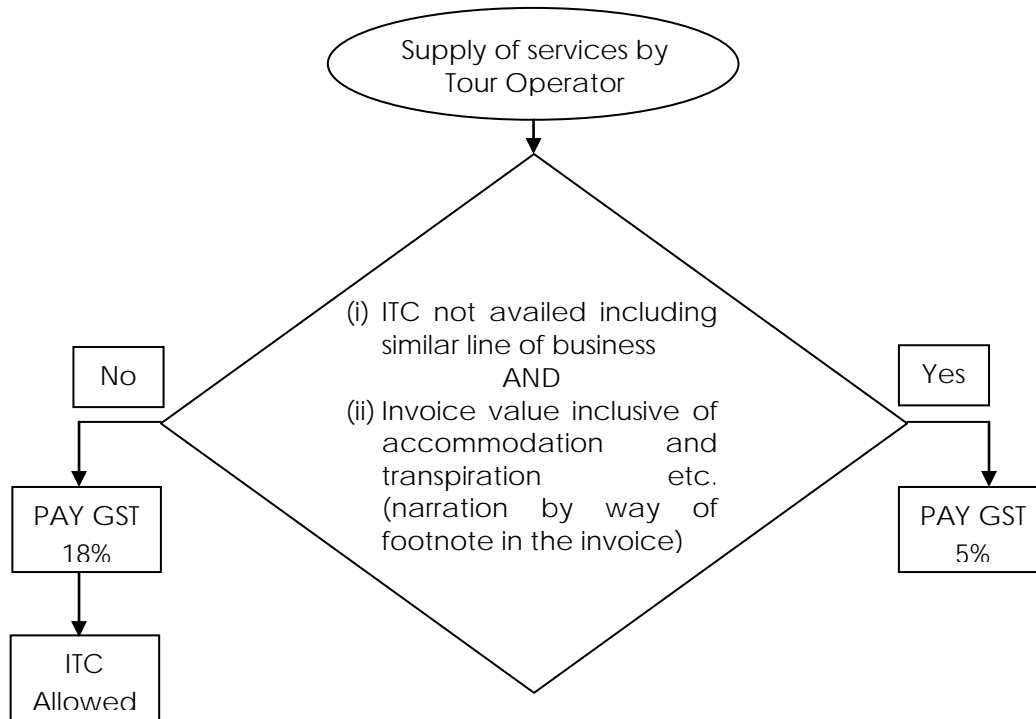 Supply of services by
Tour Operator
(i) ITC not availed including
similar line of business
AND
(ii) Invoice value inclusive of
accommodation and
transpiration etc.
(narration by way of
footnote in the invoice)
No
Yes
PAY GST
18%
PAY GST
5%
ITC
Allowed